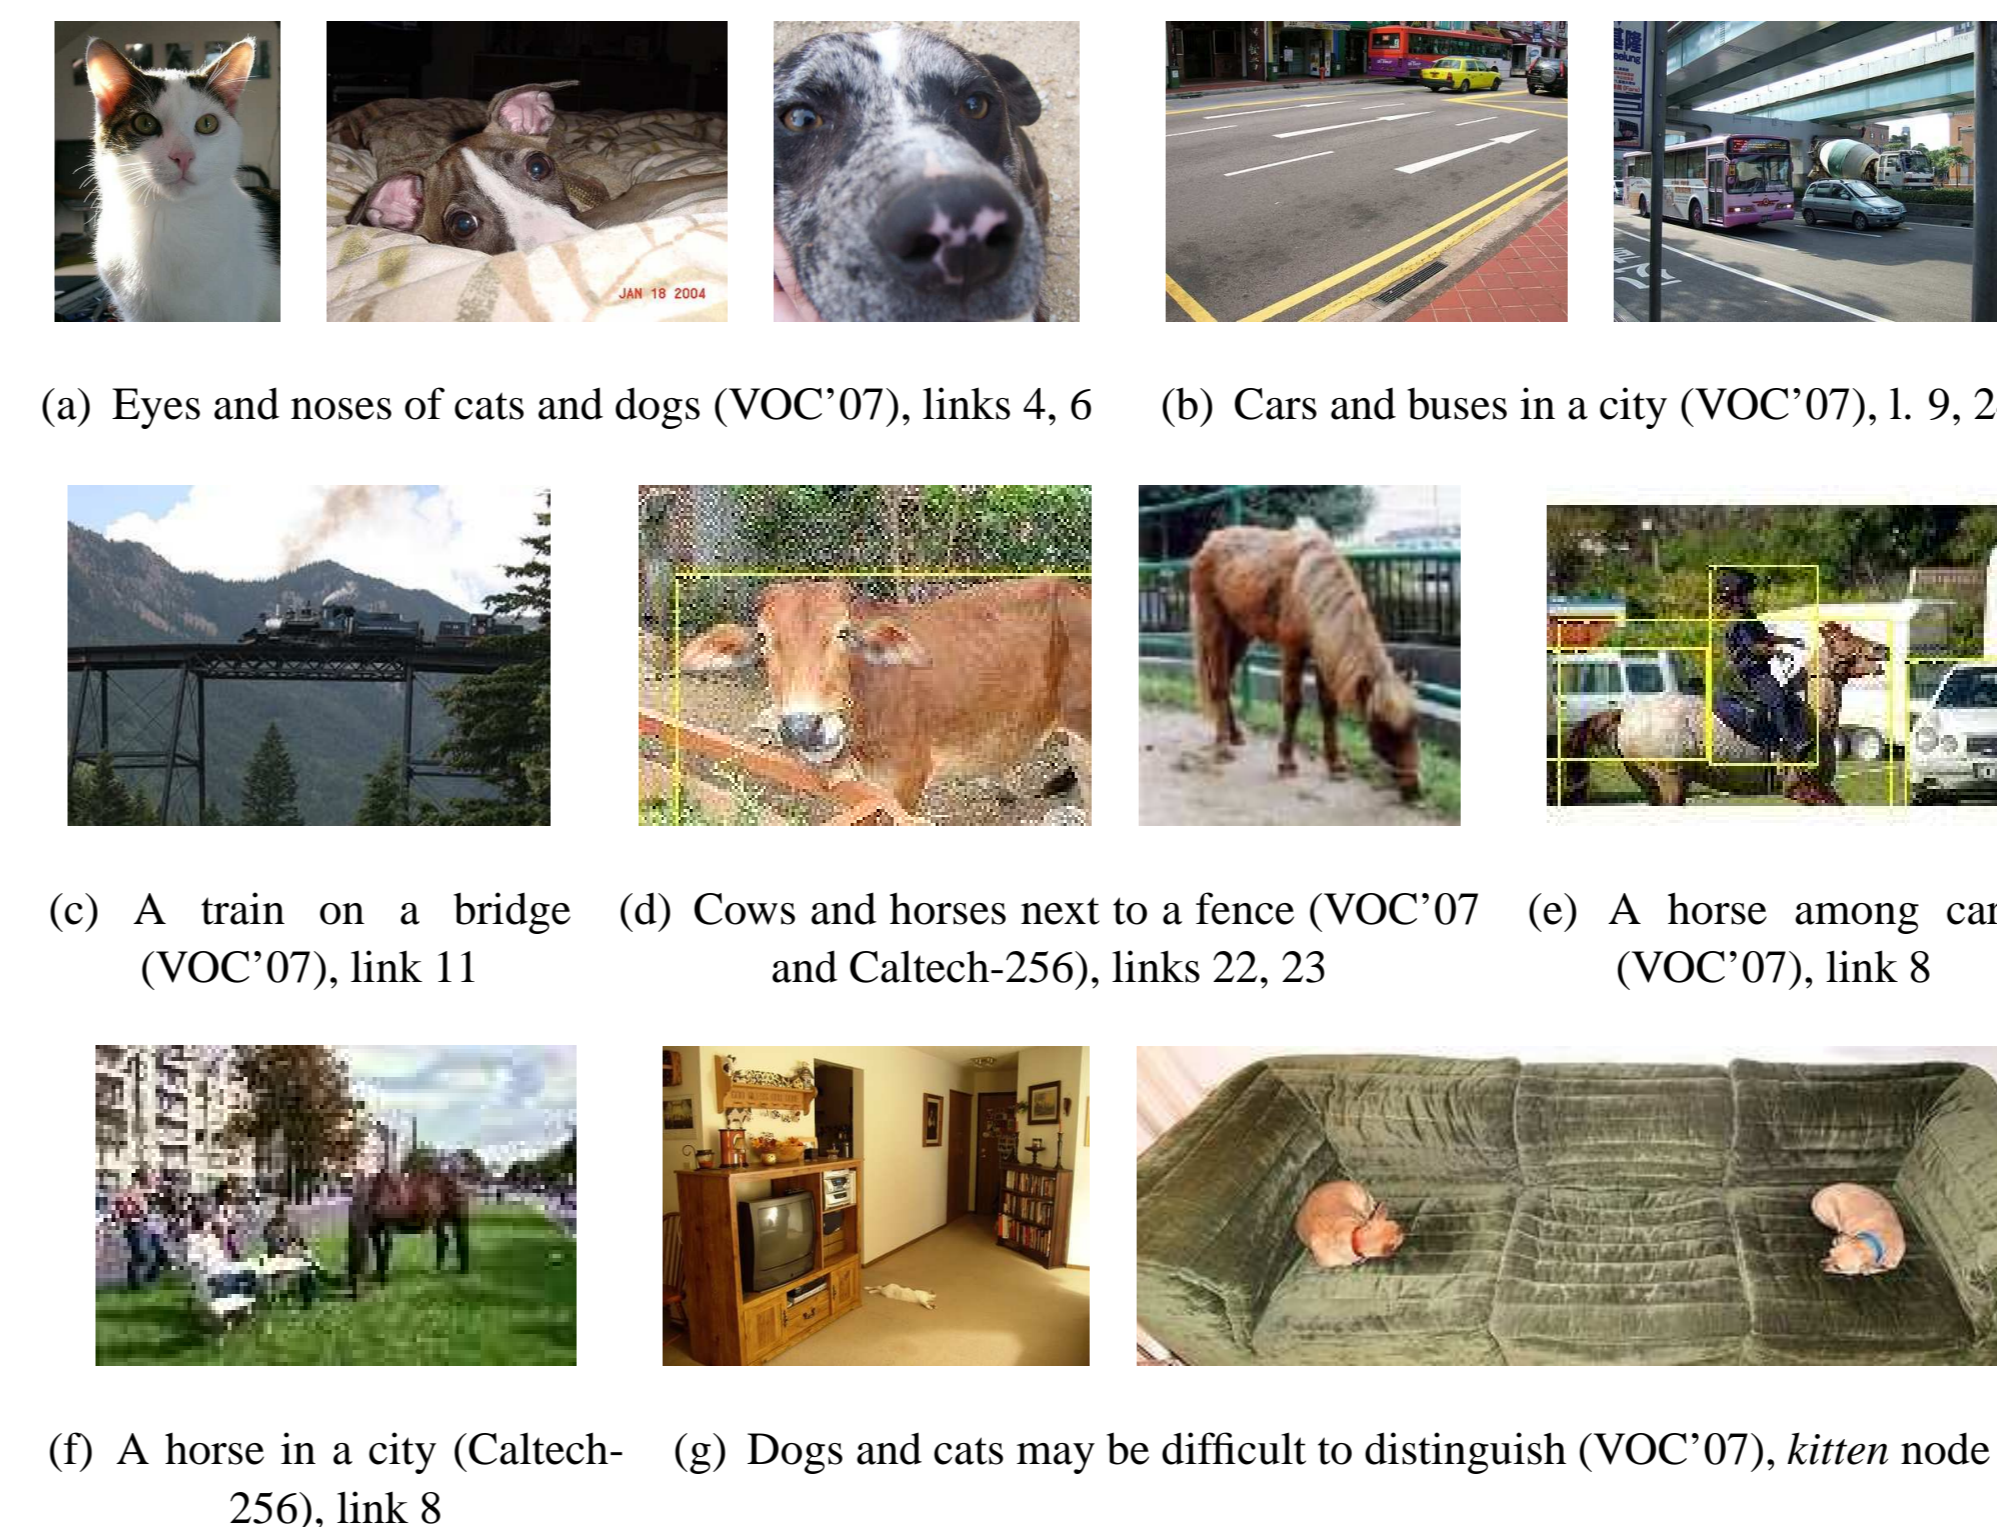 基隆
Keelung
JAN 18 2004
(a) Eyes and noses of cats and dogs (VOC’07), links 4, 6
(b) Cars and buses in a city (VOC’07), l. 9, 2
(c) A train on a bridge
(VOC’07), link 11
(d) Cows and horses next to a fence (VOC’07
and Caltech-256), links 22, 23
(e) A horse among car
(VOC’07), link 8
(f) A horse in a city (Caltech-
256), link 8
(g) Dogs and cats may be difficult to distinguish (VOC’07), kitten node